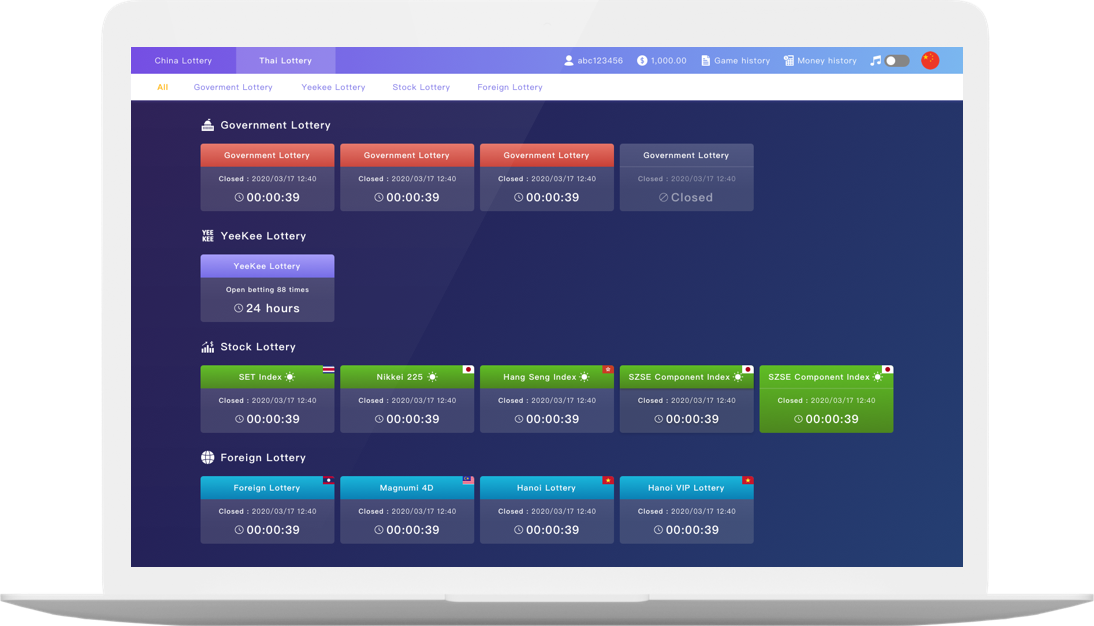 China Lottery
Thai Lottery
abc123456
1,000.00
Game history
Money history
All
Goverment Lottery
Yeekee Lottery
Stock Lottery
Foreign Lottery
Government Lottery
Government Lottery
Government Lottery
Government Lottery
Government Lottery
Closed : 2020/03/17 12:40
Closed : 2020/03/17 12:40
Closed : 2020/03/17 12:40
Closed : 2020/03/17 12:40
00:00:39
00:00:39
00:00:39
Closed
YEE
KEE
YeeKee Lottery
YeeKee Lottery
Open betting 88 times
24 hours
Stock Lottery
SET Index
Nikkei 225
Hang Seng Index
SZSE Component Index
SZSE Component Index
Closed : 2020/03/17 12:40
Closed : 2020/03/17 12:40
Closed : 2020/03/17 12:40
Closed : 2020/03/17 12:40
Closed : 2020/03/17 12:40
00:00:39
00:00:39
00:00:39
00:00:39
00:00:39
Foreign Lottery
Foreign Lottery
Magnumi 4D
Hanoi Lottery
Hanoi VIP Lottery
Closed : 2020/03/17 12:40
Closed : 2020/03/17 12:40
Closed : 2020/03/17 12:40
Closed : 2020/03/17 12:40
00:00:39
00:00:39
00:00:39
00:00:39